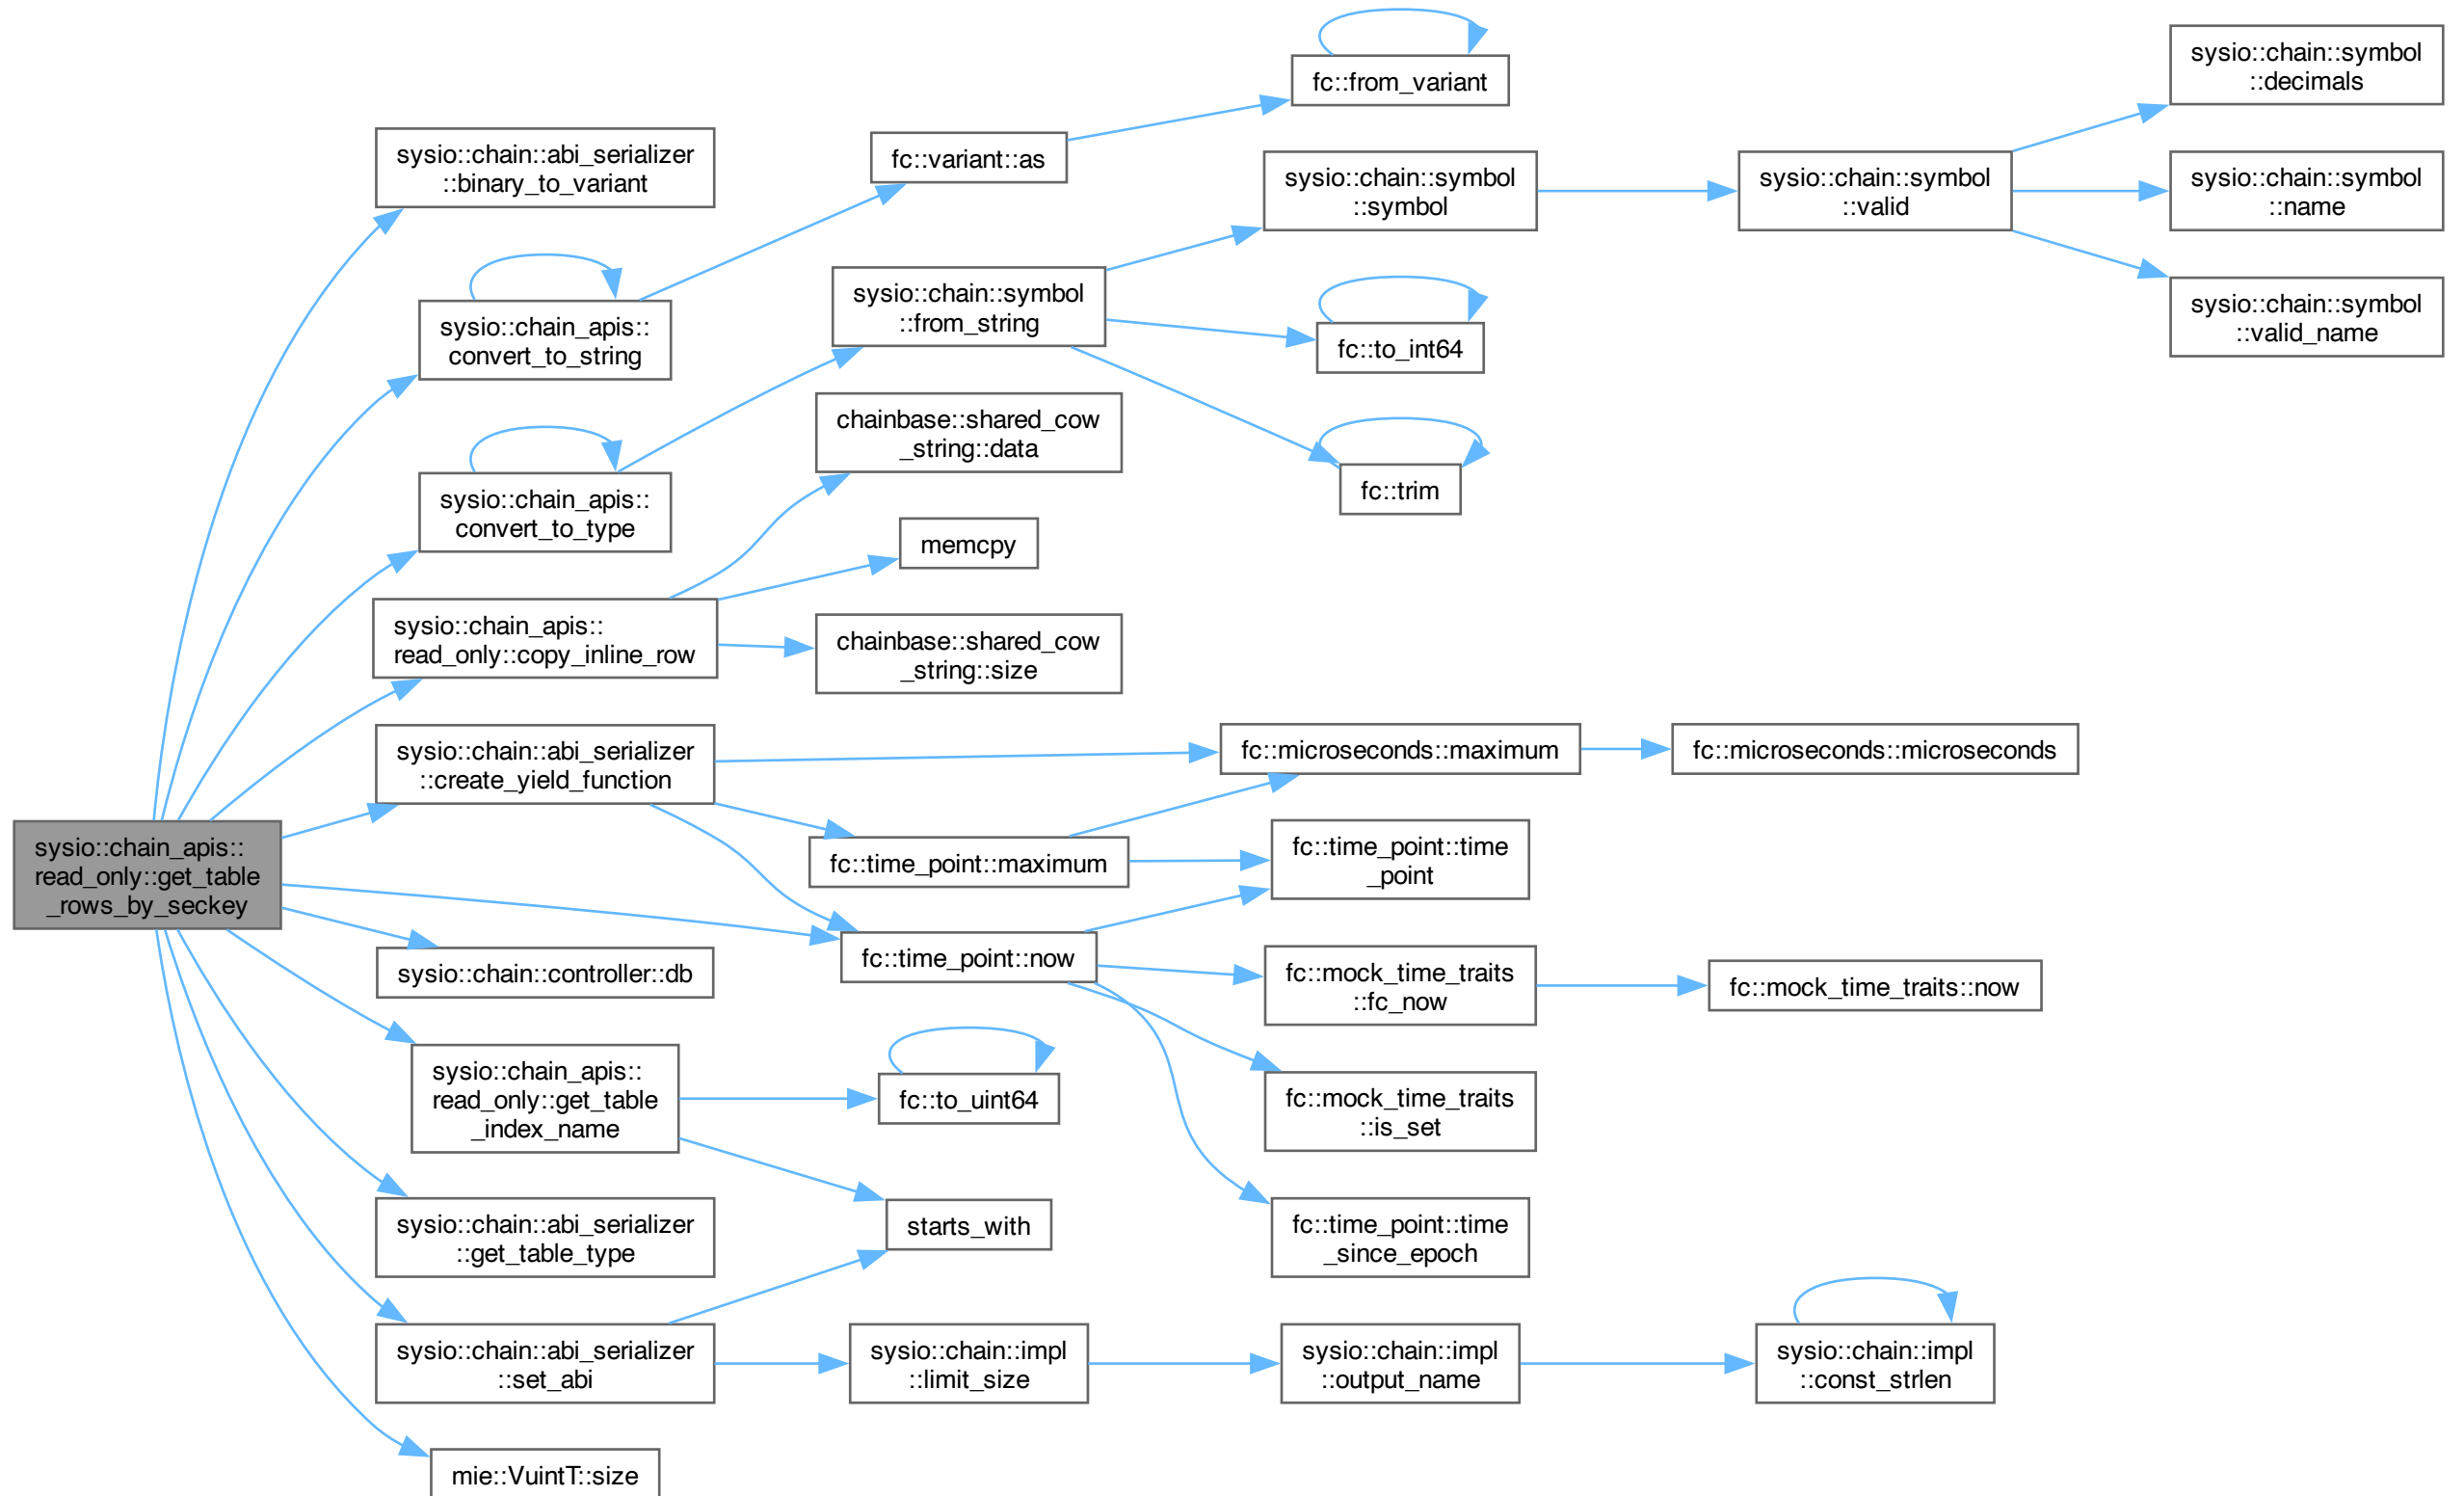 sysio::chain_apis::
read_only::get_table
_rows_by_seckey
sysio::chain::abi_serializer
::binary_to_variant
sysio::chain_apis::
convert_to_string
fc::variant::as
fc::from_variant
sysio::chain_apis::
convert_to_type
sysio::chain::symbol
::from_string
sysio::chain::symbol
::symbol
sysio::chain::symbol
::valid
sysio::chain::symbol
::decimals
sysio::chain::symbol
::name
sysio::chain::symbol
::valid_name
fc::to_int64
fc::trim
sysio::chain_apis::
read_only::copy_inline_row
chainbase::shared_cow
_string::data
memcpy
chainbase::shared_cow
_string::size
sysio::chain::abi_serializer
::create_yield_function
fc::microseconds::maximum
fc::microseconds::microseconds
fc::time_point::maximum
fc::time_point::time
_point
fc::time_point::now
fc::mock_time_traits
::fc_now
fc::mock_time_traits::now
fc::mock_time_traits
::is_set
fc::time_point::time
_since_epoch
sysio::chain::controller::db
sysio::chain_apis::
read_only::get_table
_index_name
fc::to_uint64
starts_with
sysio::chain::abi_serializer
::get_table_type
sysio::chain::abi_serializer
::set_abi
sysio::chain::impl
::limit_size
sysio::chain::impl
::output_name
sysio::chain::impl
::const_strlen
mie::VuintT::size